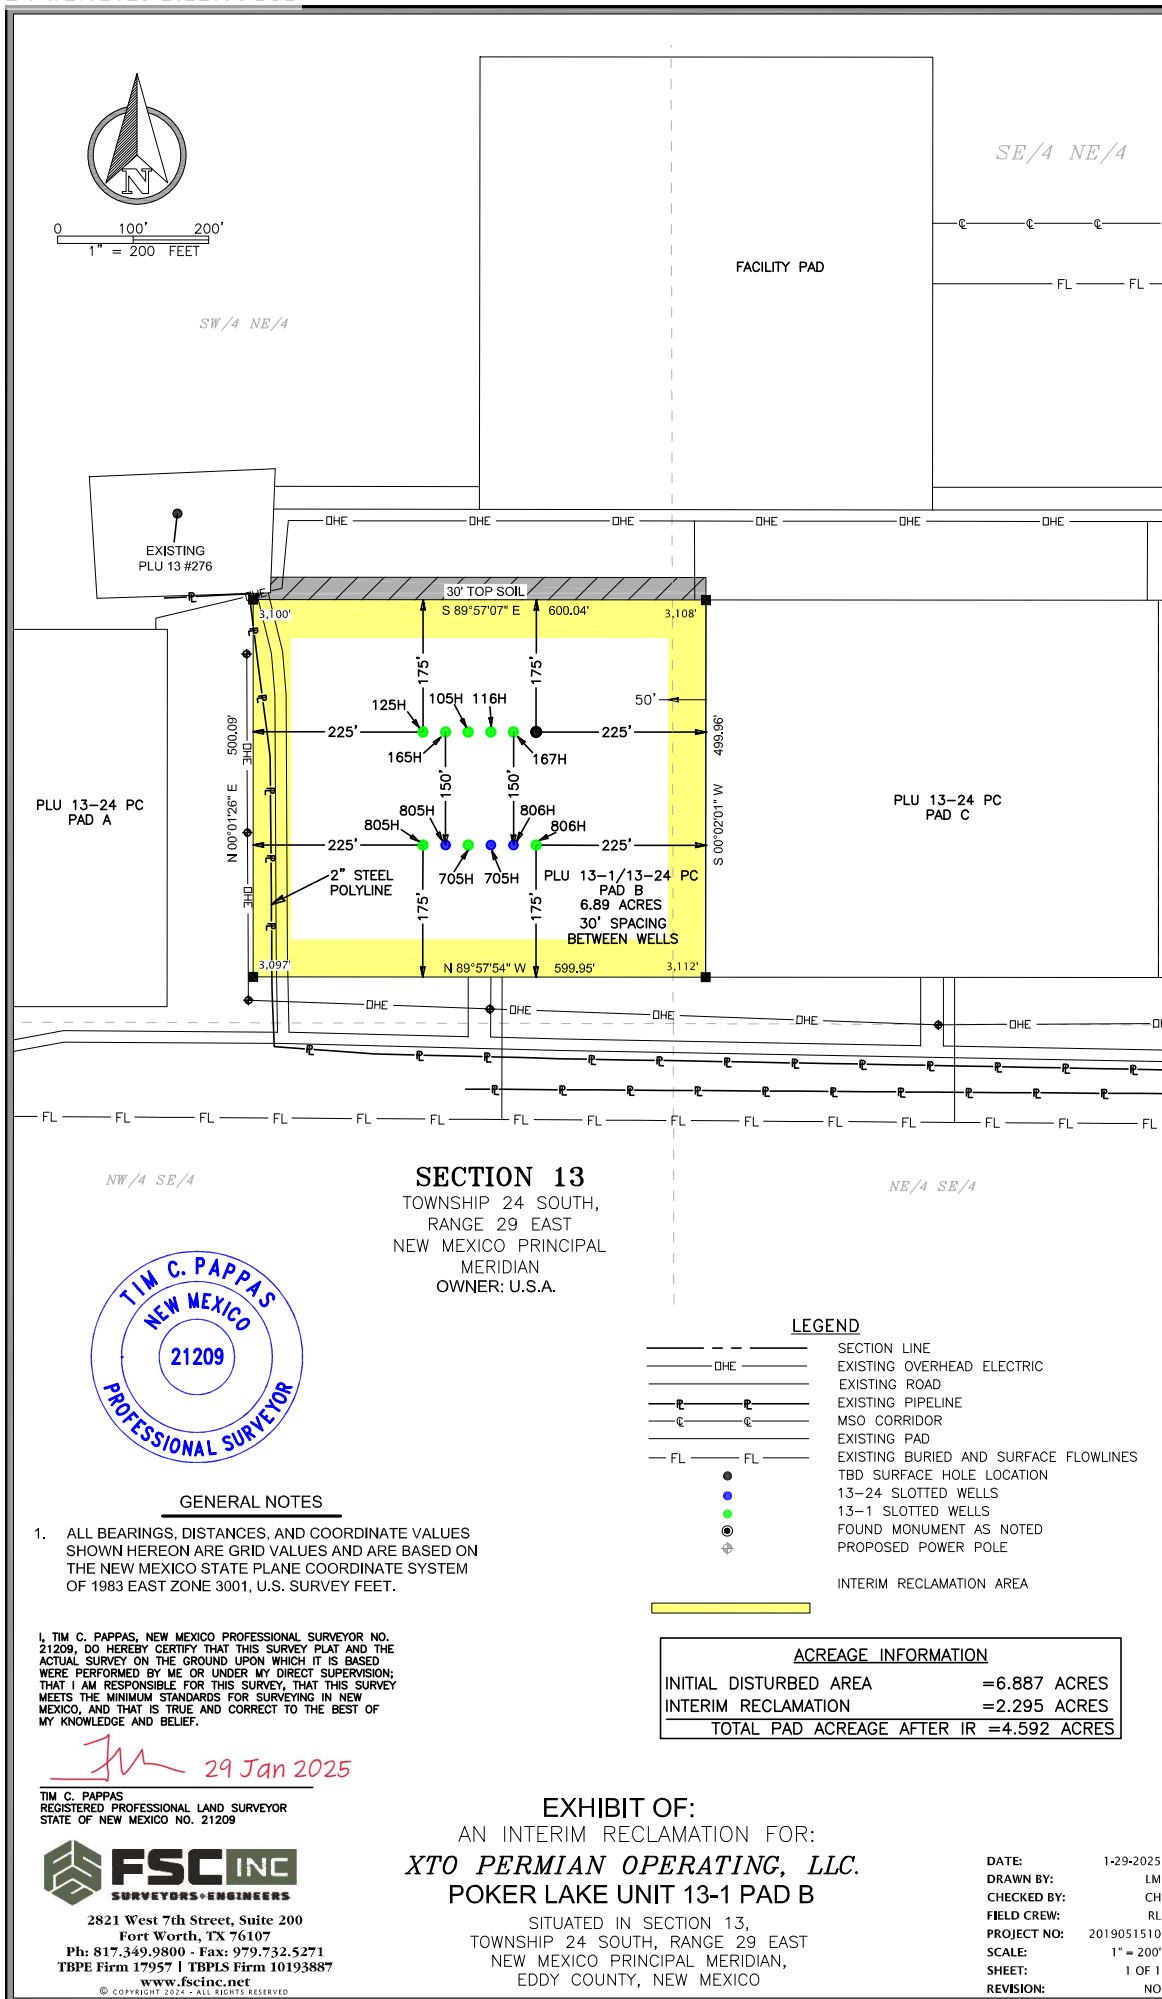 SE/4 NE/4
N
0 100' 200'
1" = 200 FEET
FACILITY PAD
FL FL
SW/4 NE/4
EXISTING
PLU 13 #276
OHE OHE OHE OHE OHE OHE
OHE
30' TOP SOIL
S 89°57'07" E 600.04'
3,100'
3,108'
175' 175'
50'
125H 105H 116H
225' 225'
165H 167H
N 00°01'26" E 500.09'
S 00°02'01" W 499.96'
OHE
OHE
150' 150'
PLU 13-24 PC
PAD A
PLU 13-24 PC
PAD C
805H 806H
805H 806H
225' 225'
705H 705H
2" STEEL
POLYLINE
PLU 13-1/13-24 PC
PAD B
6.89 ACRES
30' SPACING
BETWEEN WELLS
175' 175'
3,097'
N 89°57'54" W 599.95'
3,112'
OHE OHE OHE OHE OHE
FL FL FL FL FL FL FL FL FL FL FL FL FL FL FL
NW/4 SE/4
NE/4 SE/4
SECTION 13
TOWNSHIP 24 SOUTH,
RANGE 29 EAST
NEW MEXICO PRINCIPAL
MERIDIAN
OWNER: U.S.A.
TIM C. PAPPAS
NEW MEXICO
21209
PROFESSIONAL SURVEYOR
LEGEND
SECTION LINE
OHE EXISTING OVERHEAD ELECTRIC
EXISTING ROAD
EXISTING PIPELINE
MSO CORRIDOR
EXISTING PAD
FL FL EXISTING BURIED AND SURFACE FLOWLINES
TBD SURFACE HOLE LOCATION
13-24 SLOTTED WELLS
13-1 SLOTTED WELLS
FOUND MONUMENT AS NOTED
PROPOSED POWER POLE
INTERIM RECLAMATION AREA
GENERAL NOTES
1. ALL BEARINGS, DISTANCES, AND COORDINATE VALUES
SHOWN HEREON ARE GRID VALUES AND ARE BASED ON
THE NEW MEXICO STATE PLANE COORDINATE SYSTEM
OF 1983 EAST ZONE 3001, U.S. SURVEY FEET.
I, TIM C. PAPPAS, NEW MEXICO PROFESSIONAL SURVEYOR NO.
21209, DO HEREBY CERTIFY THAT THIS SURVEY PLAT AND THE
ACTUAL SURVEY ON THE GROUND UPON WHICH IT IS BASED
WERE PERFORMED BY ME OR UNDER MY DIRECT SUPERVISION;
THAT I AM RESPONSIBLE FOR THIS SURVEY, THAT THIS SURVEY
MEETS THE MINIMUM STANDARDS FOR SURVEYING IN NEW
MEXICO, AND THAT IS TRUE AND CORRECT TO THE BEST OF
MY KNOWLEDGE AND BELIEF.
29 Jan 2025
TIM C. PAPPAS
REGISTERED PROFESSIONAL LAND SURVEYOR
STATE OF NEW MEXICO NO. 21209
ACREAGE INFORMATION
INITIAL DISTURBED AREA =6.887 ACRES
INTERIM RECLAMATION =2.295 ACRES
TOTAL PAD ACREAGE AFTER IR =4.592 ACRES
FSC INC
SURVEYORS+ENGINEERS
2821 West 7th Street, Suite 200
Fort Worth, TX 76107
Ph: 817.349.9800 - Fax: 979.732.5271
TBPE Firm 17957 | TBPLS Firm 10193887
www.fscinc.net
© COPYRIGHT 2024 - ALL RIGHTS RESERVED
EXHIBIT OF:
AN INTERIM RECLAMATION FOR:
XTO PERMIAN OPERATING, LLC.
POKER LAKE UNIT 13-1 PAD B
SITUATED IN SECTION 13,
TOWNSHIP 24 SOUTH, RANGE 29 EAST
NEW MEXICO PRINCIPAL MERIDIAN,
EDDY COUNTY, NEW MEXICO
DATE: 1-29-2025
DRAWN BY: LM
CHECKED BY: CH
FIELD CREW: RL
PROJECT NO: 2019051510
SCALE: 1" = 200'
SHEET: 1 OF 1
REVISION: NO